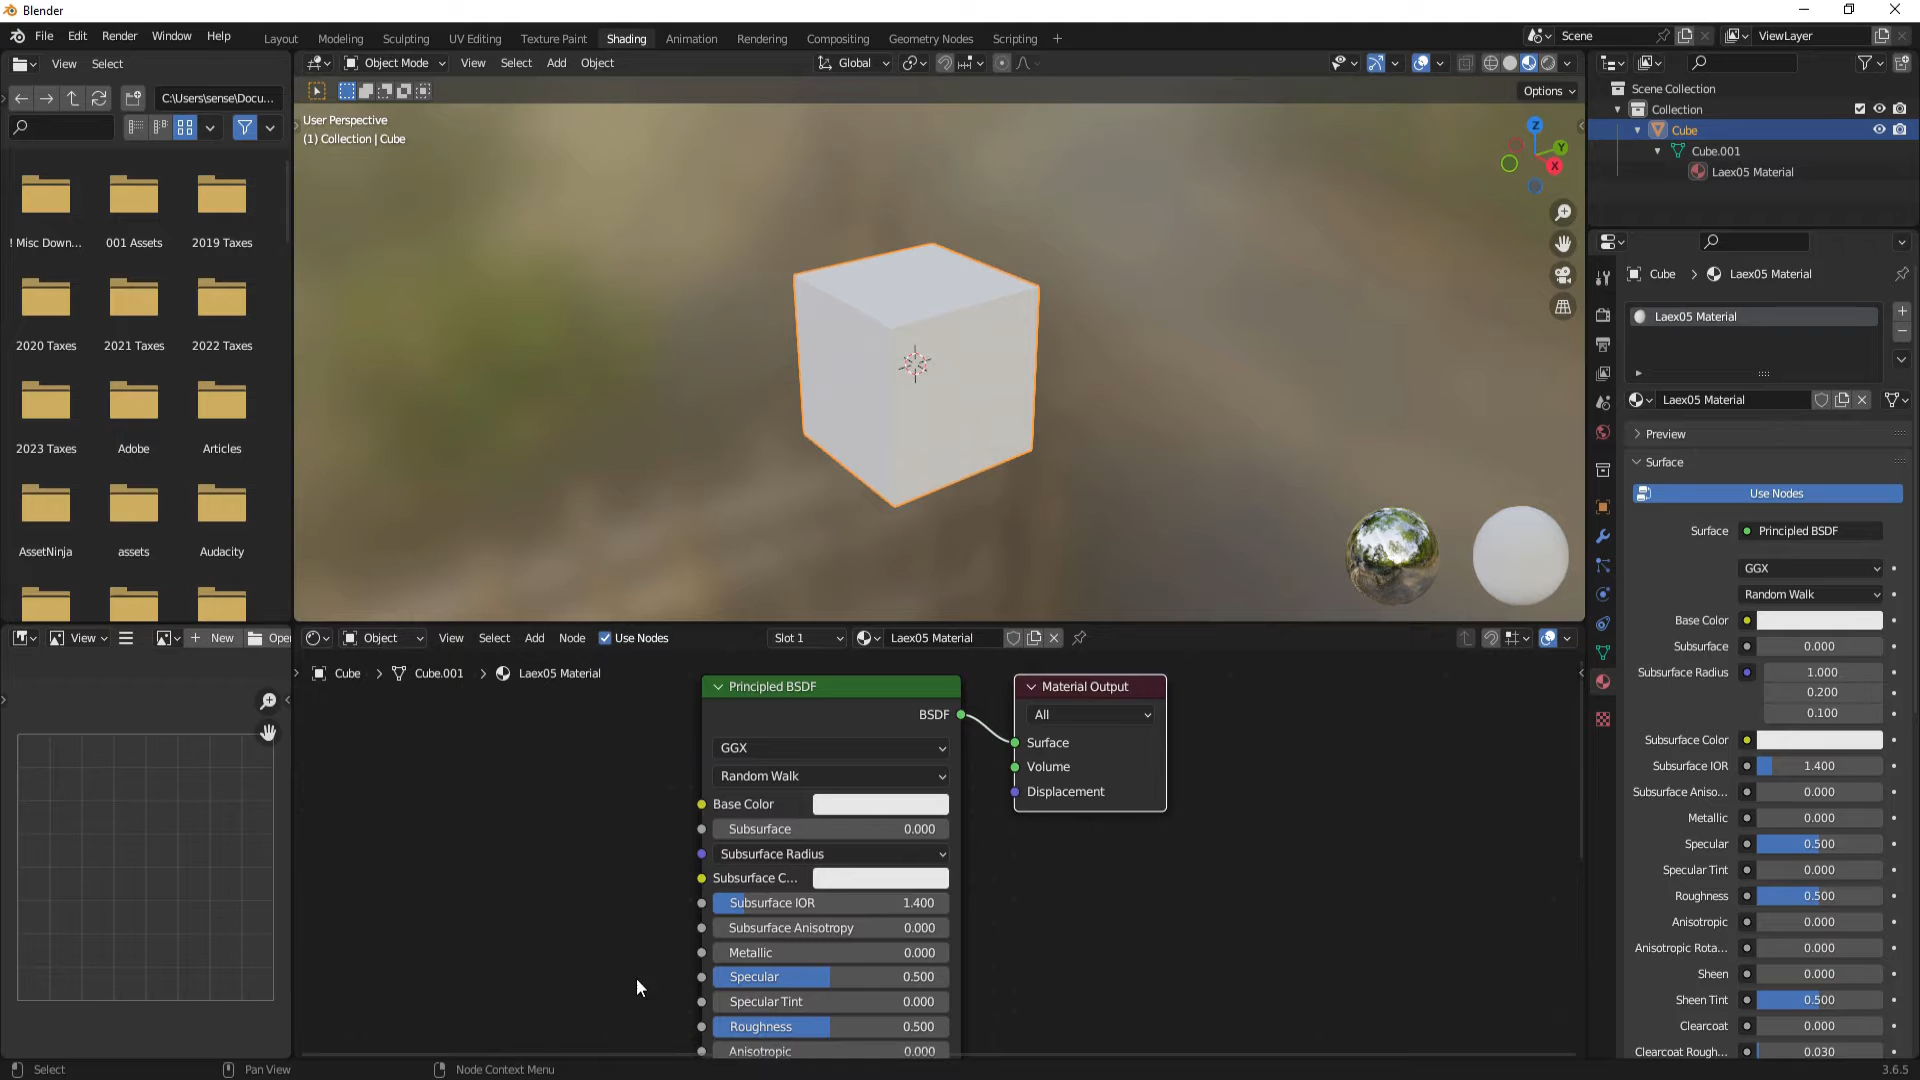 Blender
File Edit Render Window Help
Layout Modeling Sculpting UV Editing Texture Paint Shading Animation Rendering Compositing Geometry Nodes Scripting +
Scene
ViewLayer
View Select
C:\Users\sense\Docu...
! Misc Down... 001 Assets 2019 Taxes
2020 Taxes 2021 Taxes 2022 Taxes
2023 Taxes Adobe Articles
AssetNinja assets Audacity
Object Mode View Select Add Object
Global
Options
User Perspective
(1) Collection | Cube
Z
Y
X
Scene Collection
Collection
Cube
Cube.001
Laex05 Material
Cube > Laex05 Material
Laex05 Material
Laex05 Material
Preview
Surface
Use Nodes
Surface Principled BSDF
GGX
Random Walk
Base Color
Subsurface 0.000
Subsurface Radius 1.000
0.200
0.100
Subsurface Color
Subsurface IOR 1.400
Subsurface Aniso... 0.000
Metallic 0.000
Specular 0.500
Specular Tint 0.000
Roughness 0.500
Anisotropic 0.000
Anisotropic Rota... 0.000
Sheen 0.000
Sheen Tint 0.500
Clearcoat 0.000
Clearcoat Rough... 0.030
View
New
Open
Object View Select Add Node Use Nodes
Slot 1
Laex05 Material
Cube > Cube.001 > Laex05 Material
Principled BSDF
BSDF
GGX
Random Walk
Base Color
Subsurface 0.000
Subsurface Radius
Subsurface C...
Subsurface IOR 1.400
Subsurface Anisotropy 0.000
Metallic 0.000
Specular 0.500
Specular Tint 0.000
Roughness 0.500
Anisotropic 0.000
Material Output
All
Surface
Volume
Displacement
Select
Pan View
Node Context Menu
3.6.5